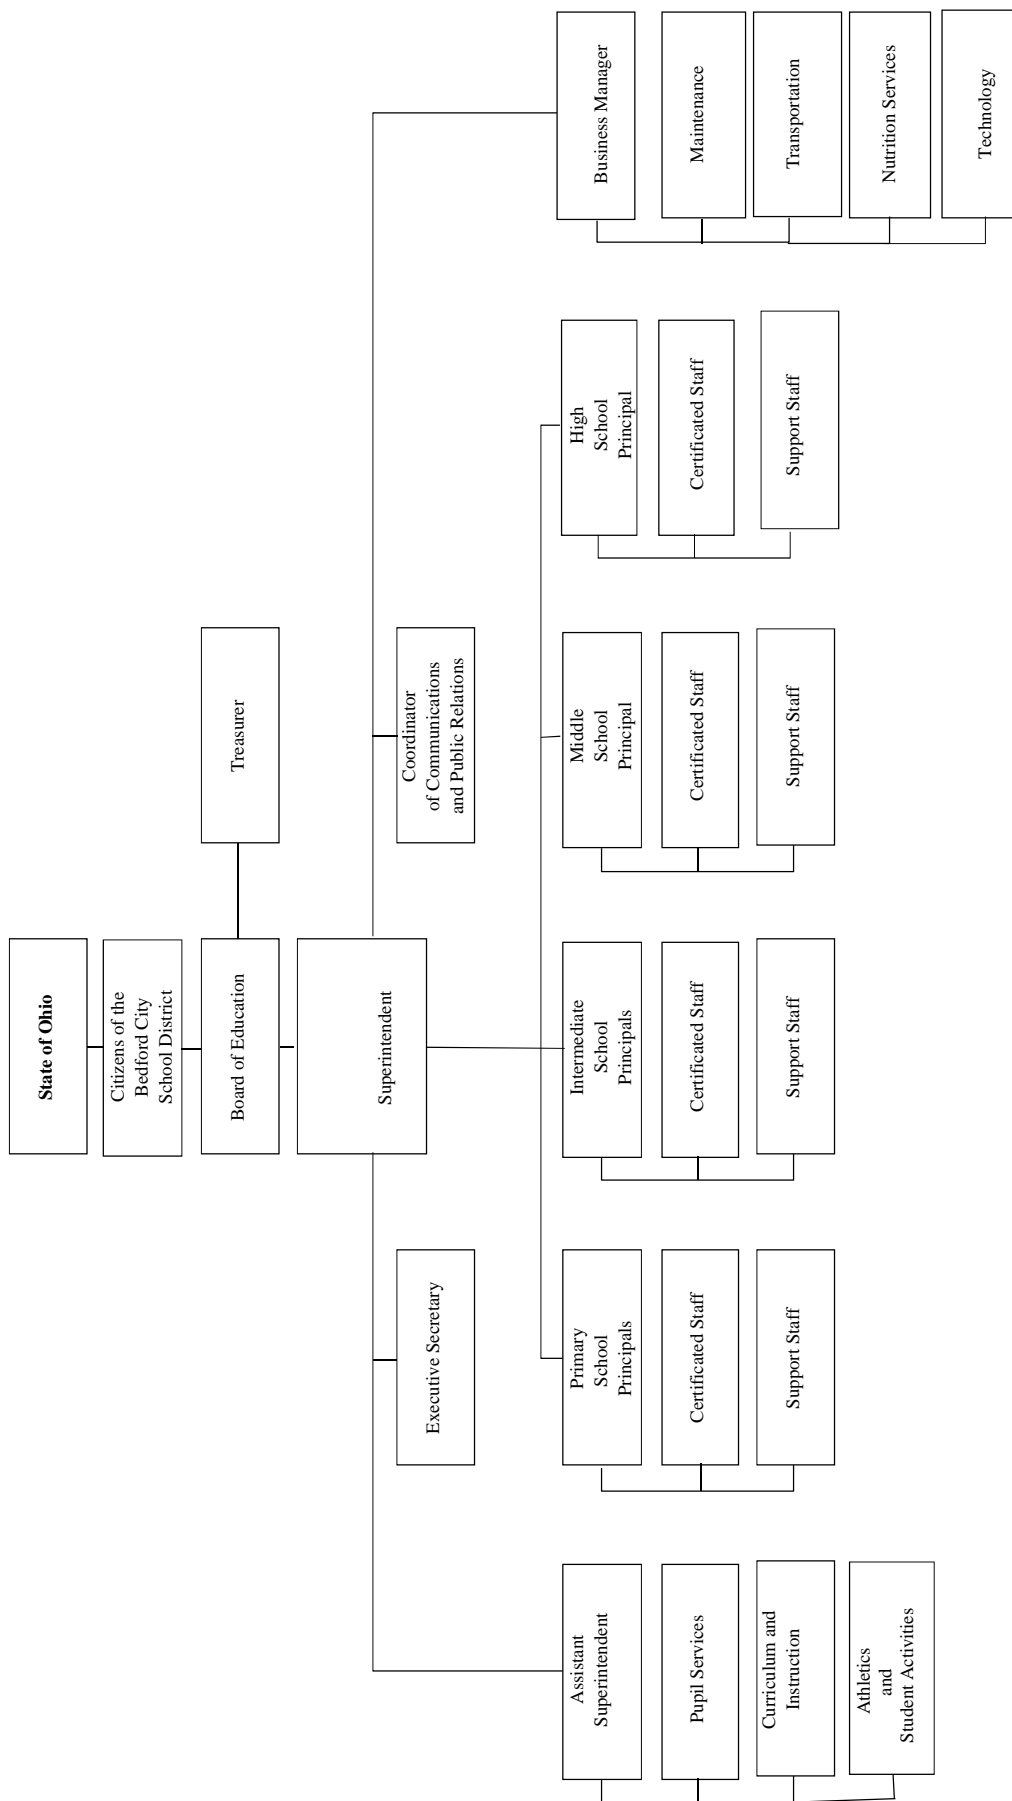 State of Ohio
Citizens of the
Bedford City
School District
Board of Education
Treasurer
Superintendent
Executive Secretary
Coordinator
of Communications
and Public Relations
Assistant
Superintendent
Pupil Services
Curriculum and
Instruction
Athletics
and
Student Activities
Primary
School
Principals
Certificated Staff
Support Staff
Intermediate
School
Principals
Certificated Staff
Support Staff
Middle
School
Principal
Certificated Staff
Support Staff
High
School
Principal
Certificated Staff
Support Staff
Business Manager
Maintenance
Transportation
Nutrition Services
Technology